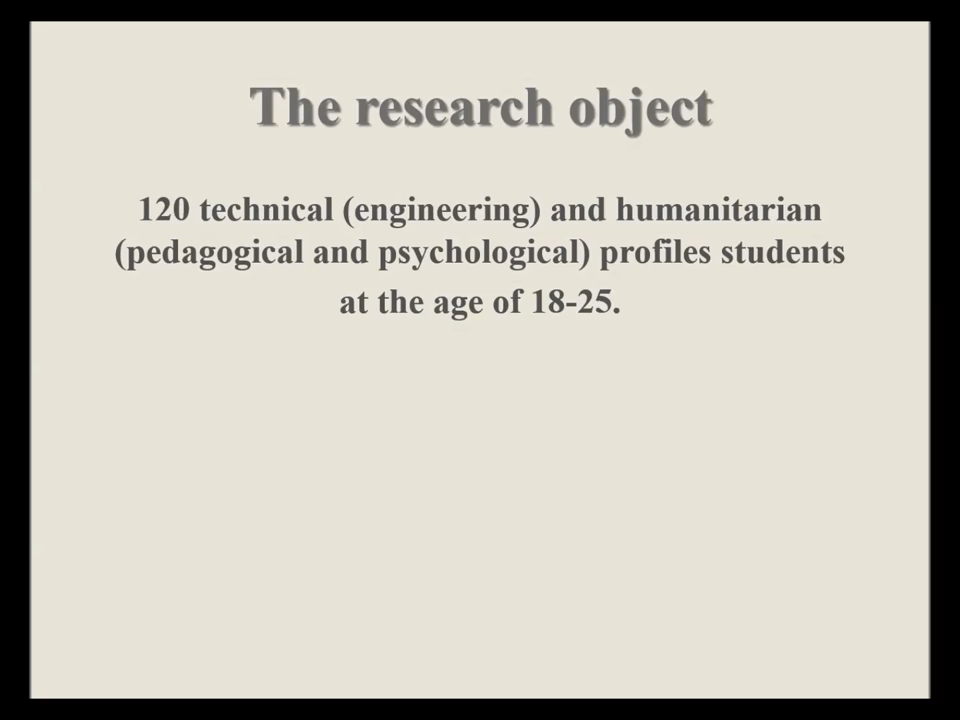 The research object
120 technical (engineering) and humanitarian
(pedagogical and psychological) profiles students
at the age of 18-25.